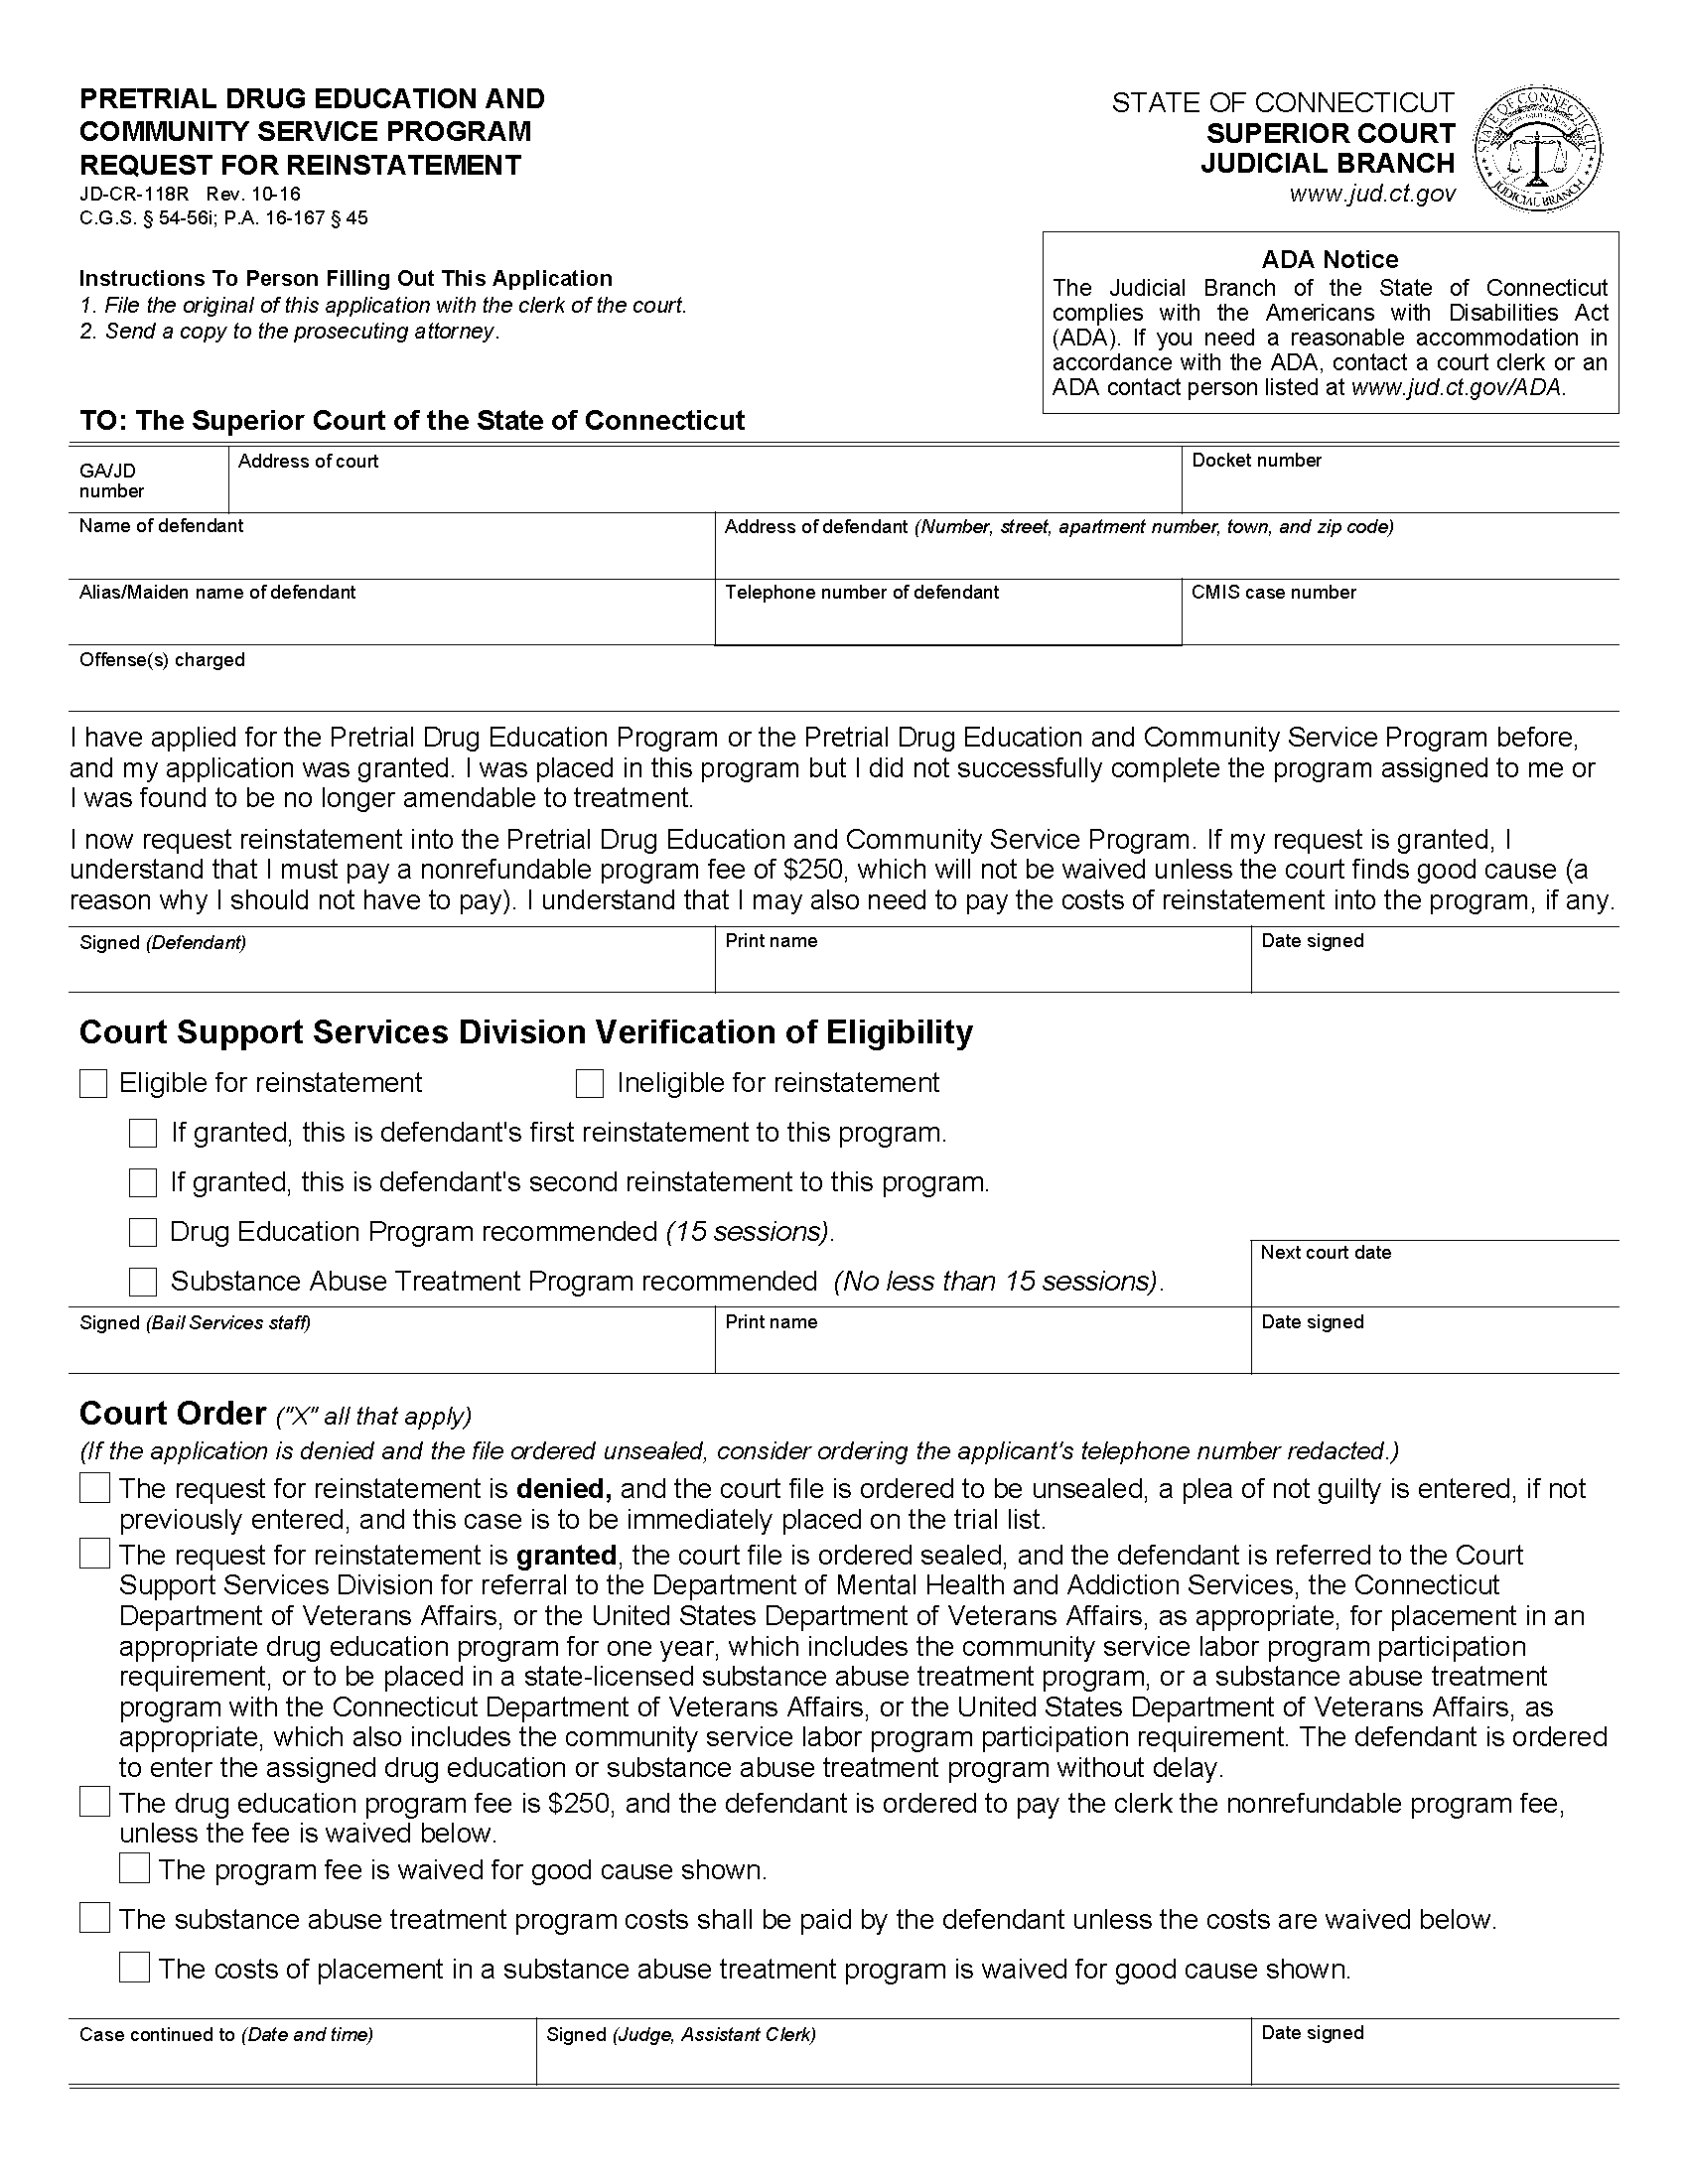 PRETRIAL DRUG EDUCATION AND
COMMUNITY SERVICE PROGRAM
REQUEST FOR REINSTATEMENT
JD-CR-118R   Rev. 10-16
C.G.S. § 54-56i; P.A. 16-167 § 45
STATE OF CONNECTICUT
SUPERIOR COURT
JUDICIAL BRANCH
www.jud.ct.gov
STATE OF CONNECTICUT
JUDICIAL BRANCH
Instructions To Person Filling Out This Application
1. File the original of this application with the clerk of the court.
2. Send a copy to the prosecuting attorney.
ADA Notice
The Judicial Branch of the State of Connecticut
complies with the Americans with Disabilities Act
(ADA). If you need a reasonable accommodation in
accordance with the ADA, contact a court clerk or an
ADA contact person listed at www.jud.ct.gov/ADA.
TO: The Superior Court of the State of Connecticut
GA/JD
number
Address of court
Docket number
Name of defendant
Address of defendant (Number, street, apartment number, town, and zip code)
Alias/Maiden name of defendant
Telephone number of defendant
CMIS case number
Offense(s) charged
I have applied for the Pretrial Drug Education Program or the Pretrial Drug Education and Community Service Program before,
and my application was granted. I was placed in this program but I did not successfully complete the program assigned to me or
I was found to be no longer amendable to treatment.
I now request reinstatement into the Pretrial Drug Education and Community Service Program. If my request is granted, I
understand that I must pay a nonrefundable program fee of $250, which will not be waived unless the court finds good cause (a
reason why I should not have to pay). I understand that I may also need to pay the costs of reinstatement into the program, if any.
Signed (Defendant)
Print name
Date signed
Court Support Services Division Verification of Eligibility
Eligible for reinstatement
Ineligible for reinstatement
If granted, this is defendant's first reinstatement to this program.
If granted, this is defendant's second reinstatement to this program.
Drug Education Program recommended (15 sessions).
Substance Abuse Treatment Program recommended  (No less than 15 sessions).
Next court date
Signed (Bail Services staff)
Print name
Date signed
Court Order ("X" all that apply)
(If the application is denied and the file ordered unsealed, consider ordering the applicant's telephone number redacted.)
The request for reinstatement is denied, and the court file is ordered to be unsealed, a plea of not guilty is entered, if not
previously entered, and this case is to be immediately placed on the trial list.
The request for reinstatement is granted, the court file is ordered sealed, and the defendant is referred to the Court
Support Services Division for referral to the Department of Mental Health and Addiction Services, the Connecticut
Department of Veterans Affairs, or the United States Department of Veterans Affairs, as appropriate, for placement in an
appropriate drug education program for one year, which includes the community service labor program participation
requirement, or to be placed in a state-licensed substance abuse treatment program, or a substance abuse treatment
program with the Connecticut Department of Veterans Affairs, or the United States Department of Veterans Affairs, as
appropriate, which also includes the community service labor program participation requirement. The defendant is ordered
to enter the assigned drug education or substance abuse treatment program without delay.
The drug education program fee is $250, and the defendant is ordered to pay the clerk the nonrefundable program fee,
unless the fee is waived below.
The program fee is waived for good cause shown.
The substance abuse treatment program costs shall be paid by the defendant unless the costs are waived below.
The costs of placement in a substance abuse treatment program is waived for good cause shown.
Case continued to (Date and time)
Signed (Judge, Assistant Clerk)
Date signed